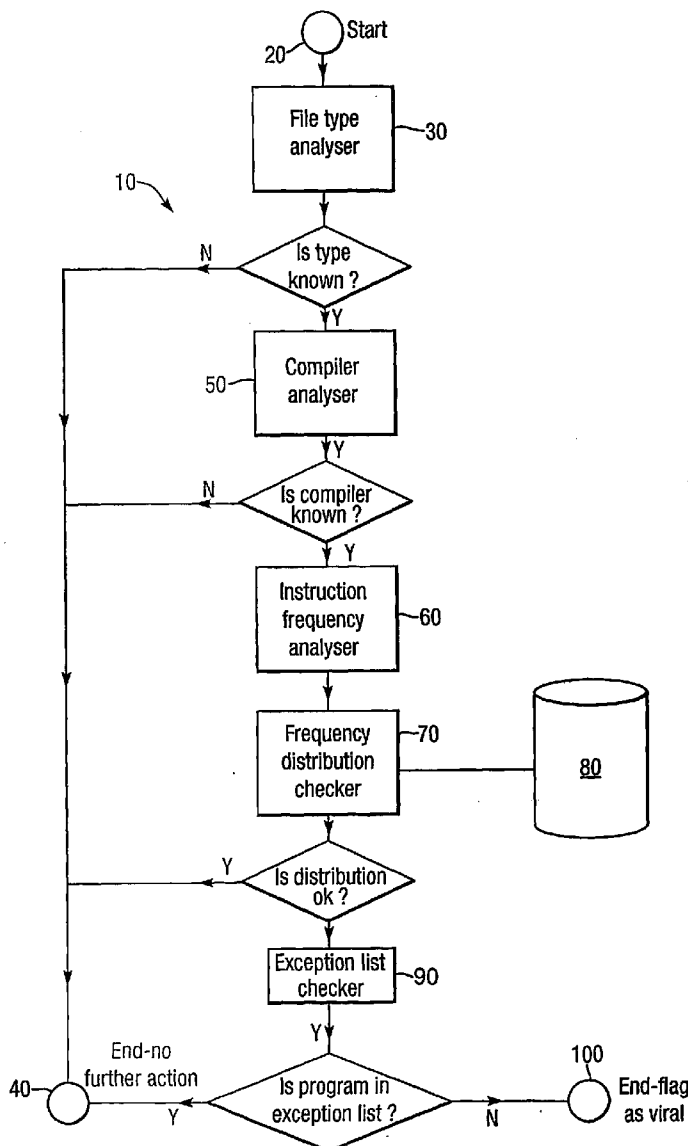 Start
20
File type
analyser
30
10
N
Is type
known ?
Y
50
Compiler
analyser
Y
N
Is compiler
known ?
Y
Instruction
frequency
analyser
60
Frequency
distribution
checker
70
80
Y
Is distribution
ok ?
Exception list
checker
90
Y
End-no
further action
40
Y
Is program in
exception list ?
N
100
End-flag
as viral